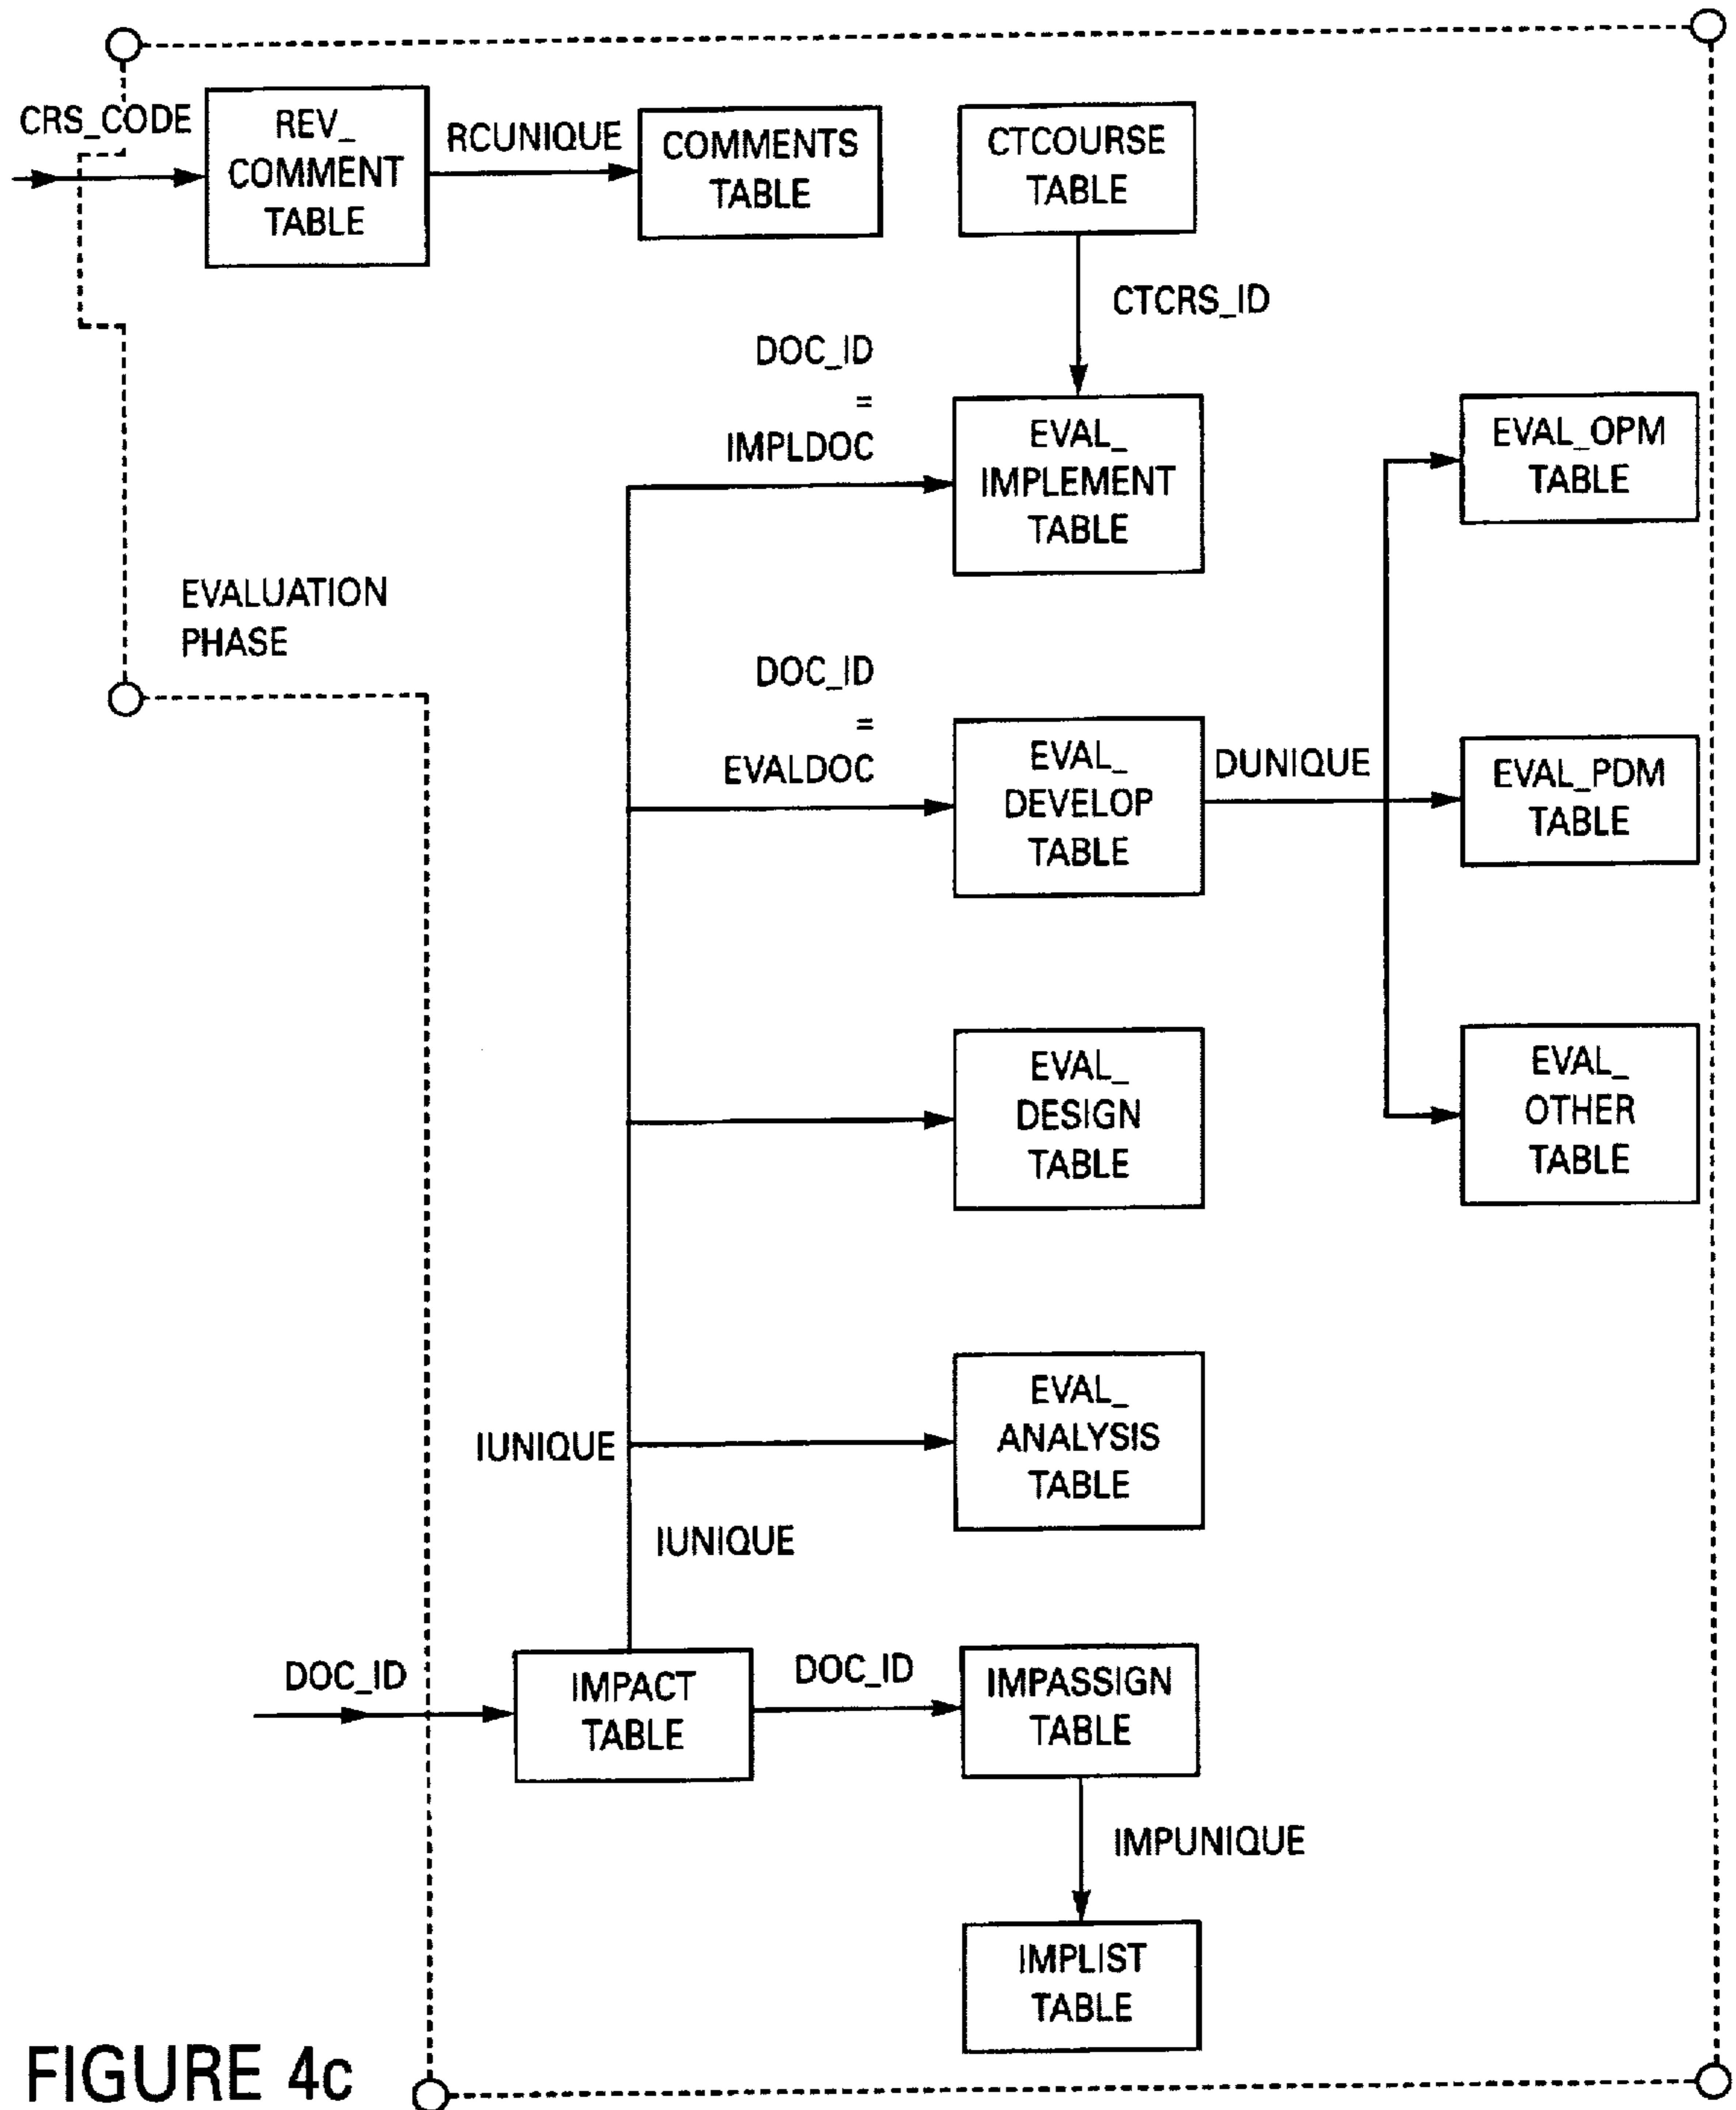 CRS_CODE
REV_
COMMENT
TABLE
RCUNIQUE
COMMENTS
TABLE
CTCOURSE
TABLE
CTCRS_ID
DOC_ID
=
IMPLDOC
EVAL_
IMPLEMENT
TABLE
EVAL_OPM
TABLE
EVALUATION
PHASE
DOC_ID
=
EVALDOC
EVAL_
DEVELOP
TABLE
DUNIQUE
EVAL_PDM
TABLE
EVAL_
DESIGN
TABLE
EVAL_
OTHER
TABLE
IUNIQUE
EVAL_
ANALYSIS
TABLE
IUNIQUE
DOC_ID
IMPACT
TABLE
DOC_ID
IMPASSIGN
TABLE
IMPUNIQUE
IMPLIST
TABLE
FIGURE 4c